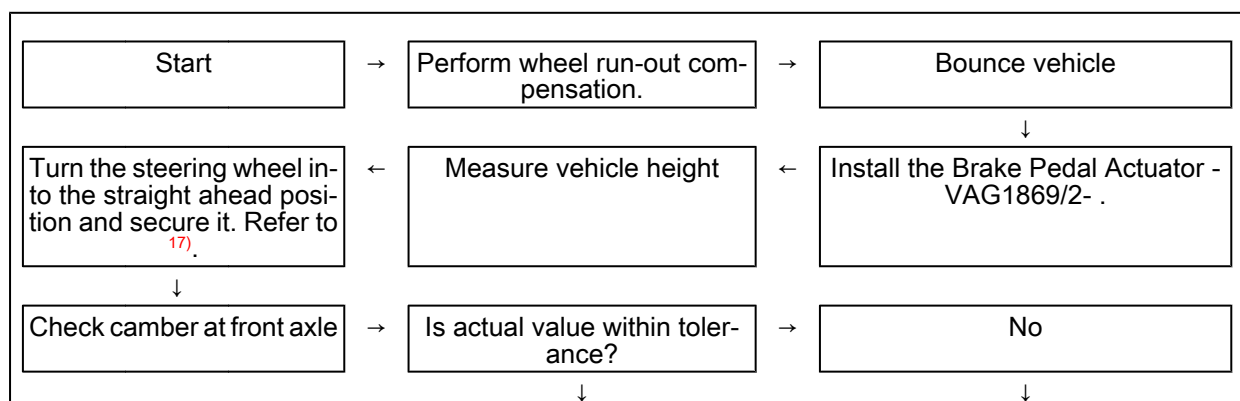 Start
→
Perform wheel run-out com-
pensation.
→
Bounce vehicle
↓
Turn the steering wheel in-
to the straight ahead posi-
tion and secure it. Refer to
17).
←
Measure vehicle height
←
Install the Brake Pedal Actuator -
VAG1869/2- .
↓
Check camber at front axle
→
Is actual value within toler-
ance?
→
No
↓
↓